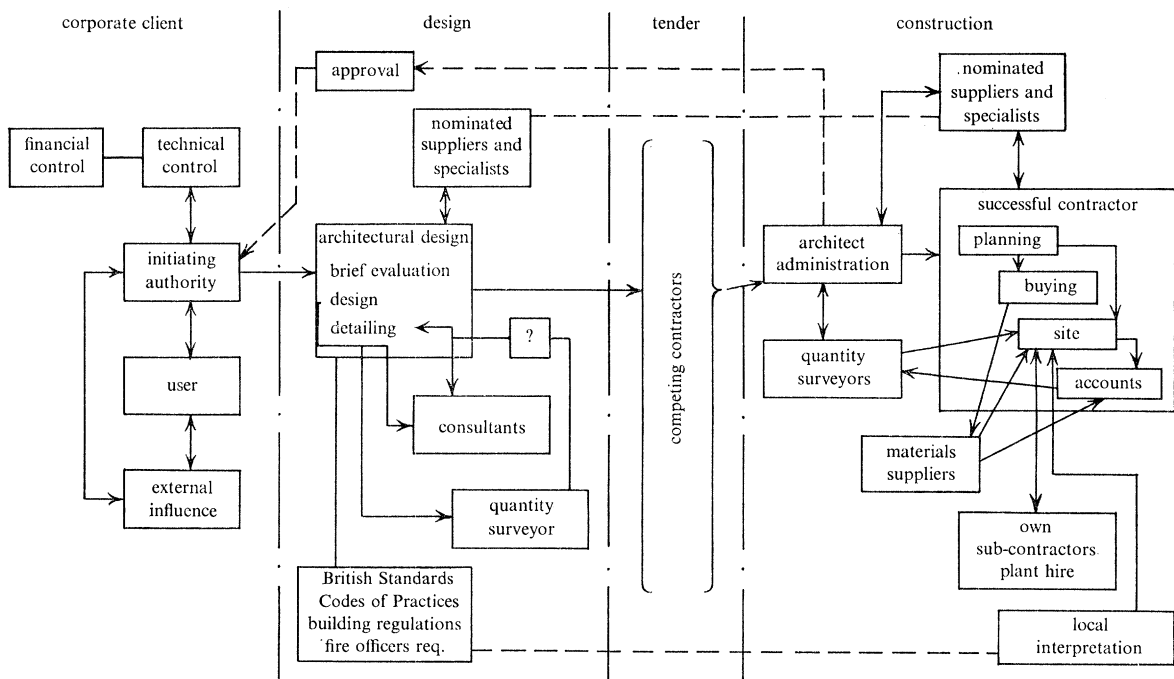 corporate client
design
tender
construction
approval
nominated
suppliers and
specialists
financial
control
technical
control
nominated
suppliers and
specialists
successful contractor
initiating
authority
architectural design
brief evaluation
design
detailing
?
competing contractors
architect
administration
planning
buying
site
accounts
user
quantity
surveyors
consultants
materials
suppliers
external
influence
quantity
surveyor
own
sub-contractors
plant hire
British Standards
Codes of Practices
building regulations
fire officers req.
local
interpretation